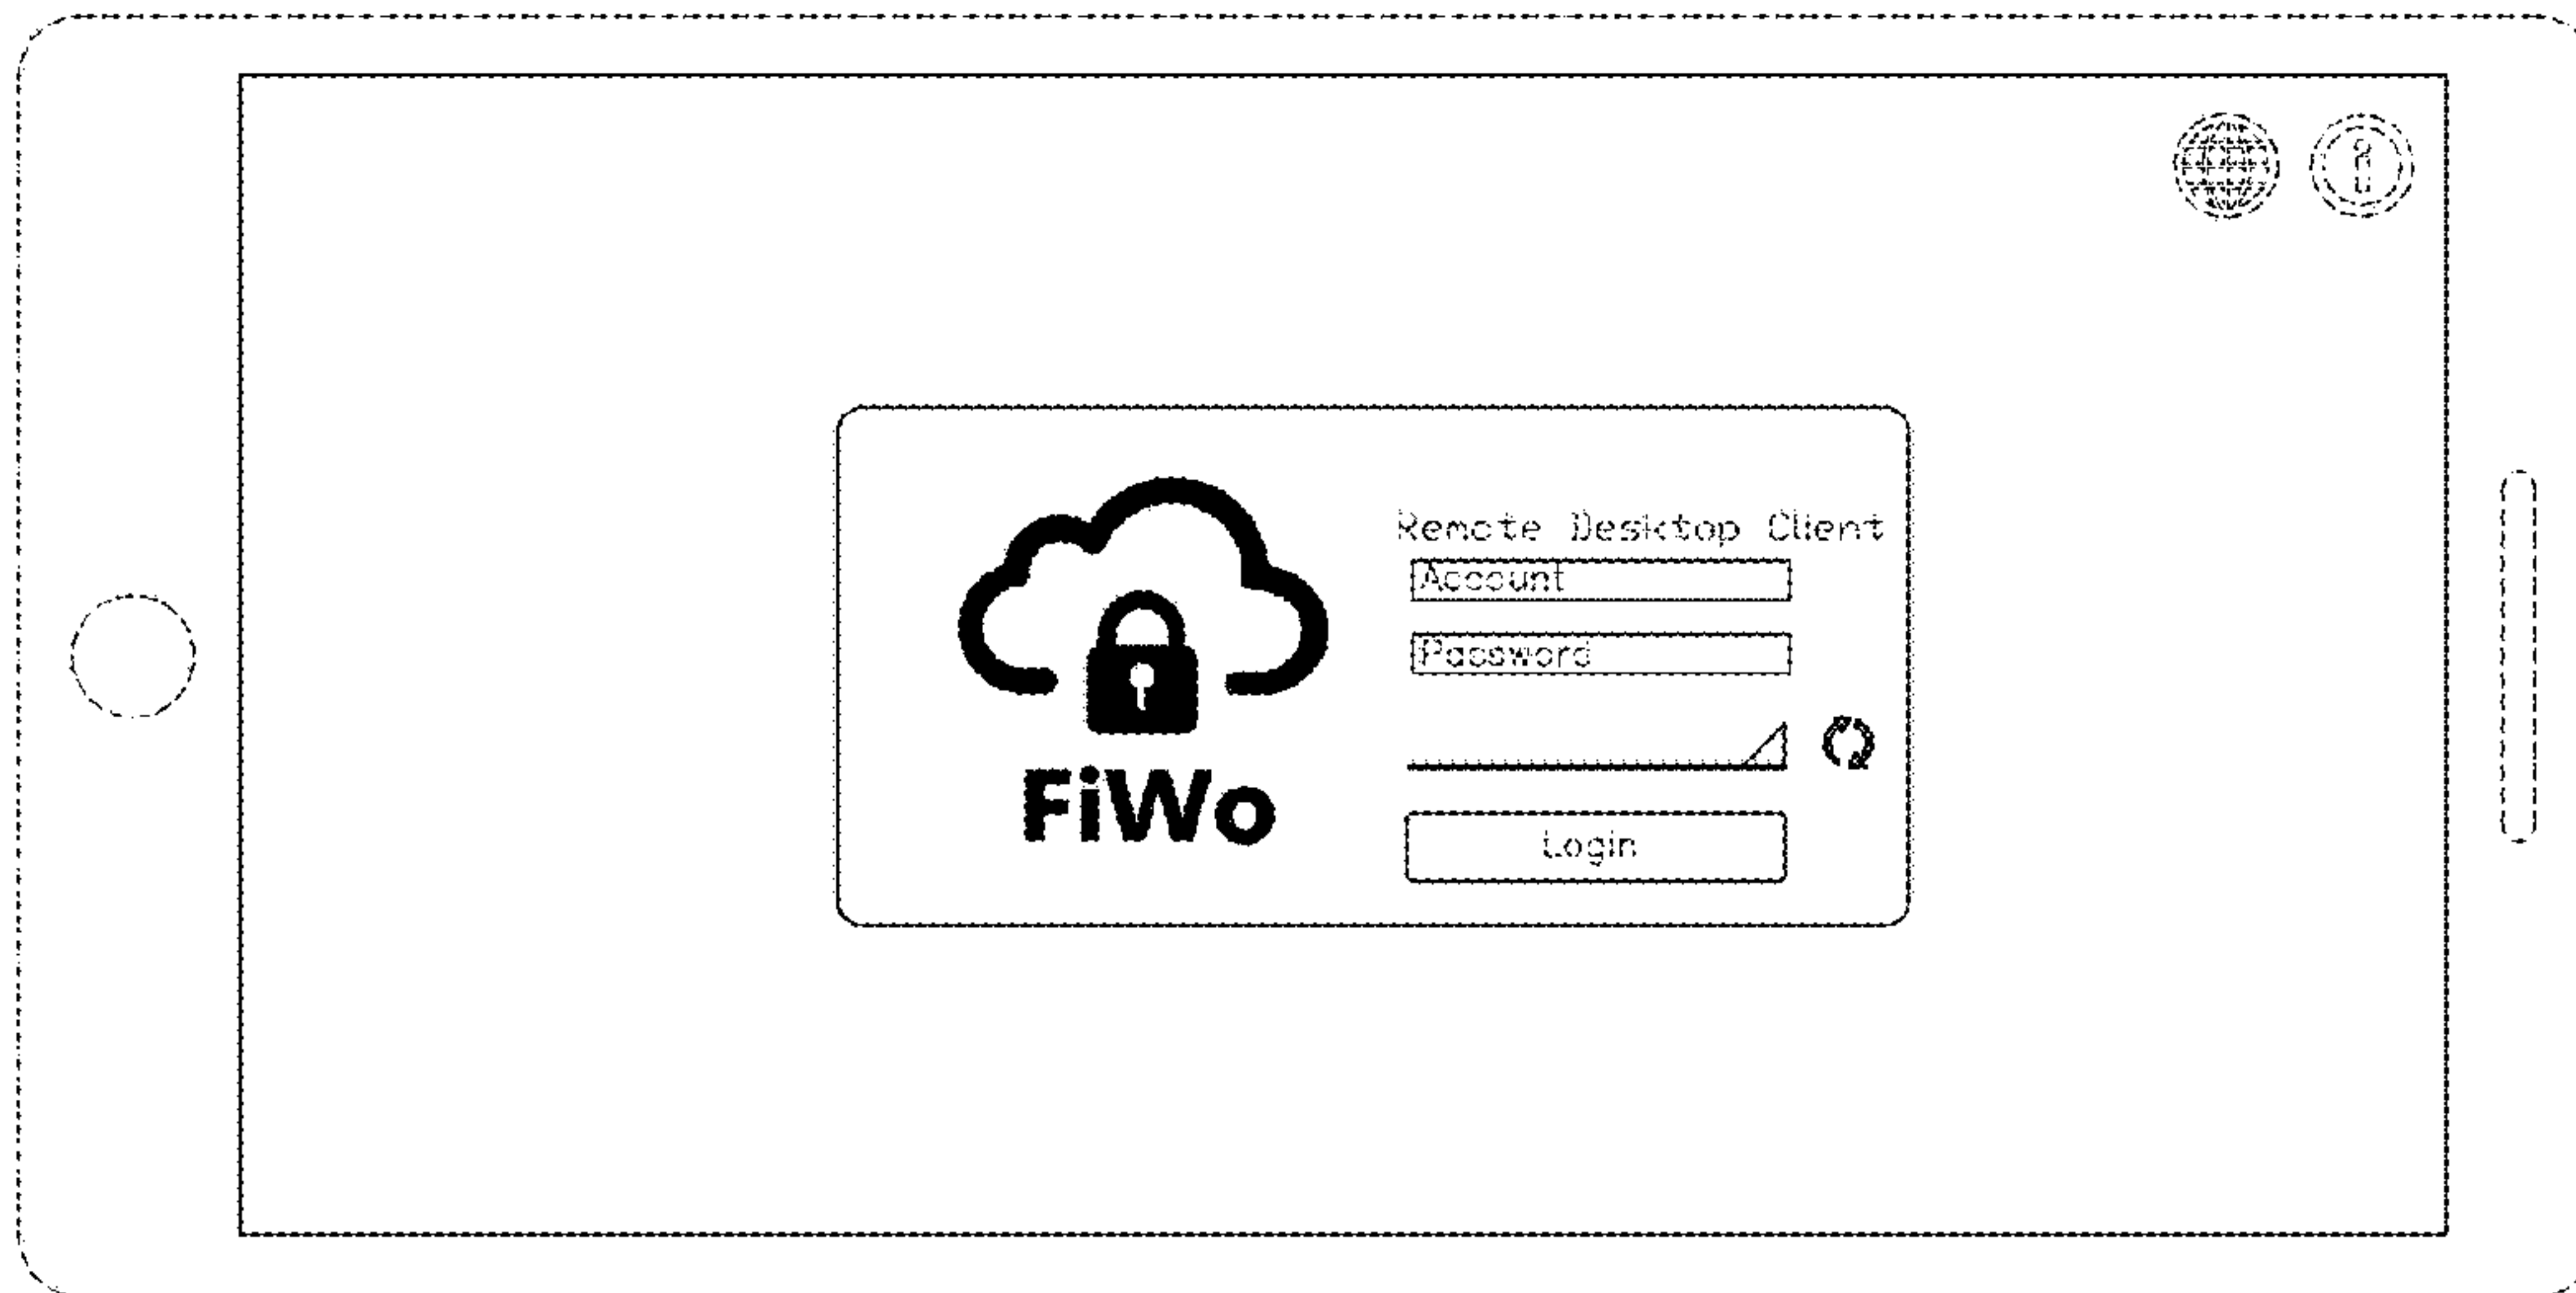 Remote Desktop Client
Account
Password
FiWo
Login